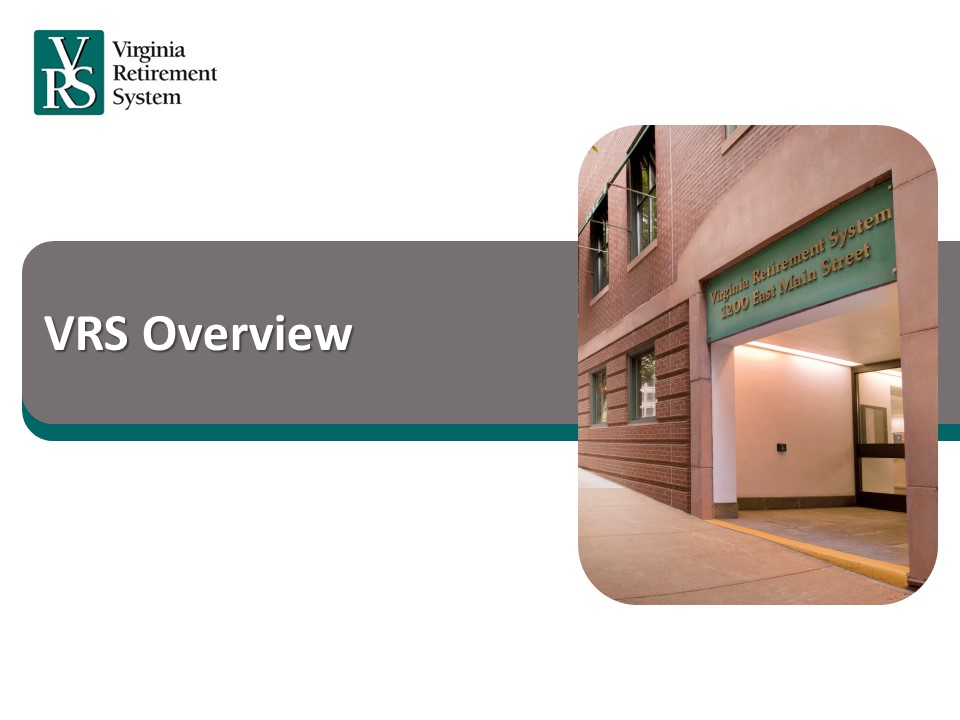 VRS
Virginia
Retirement
System
VRS Overview
Virginia Retirement System
1200 East Main Street